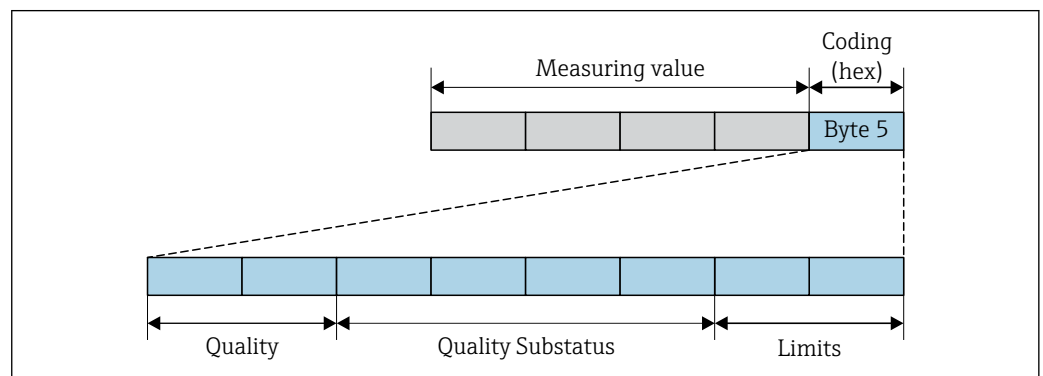 Coding
Measuring value
(hex)
Byte 5
Quality
Quality Substatus
Limits